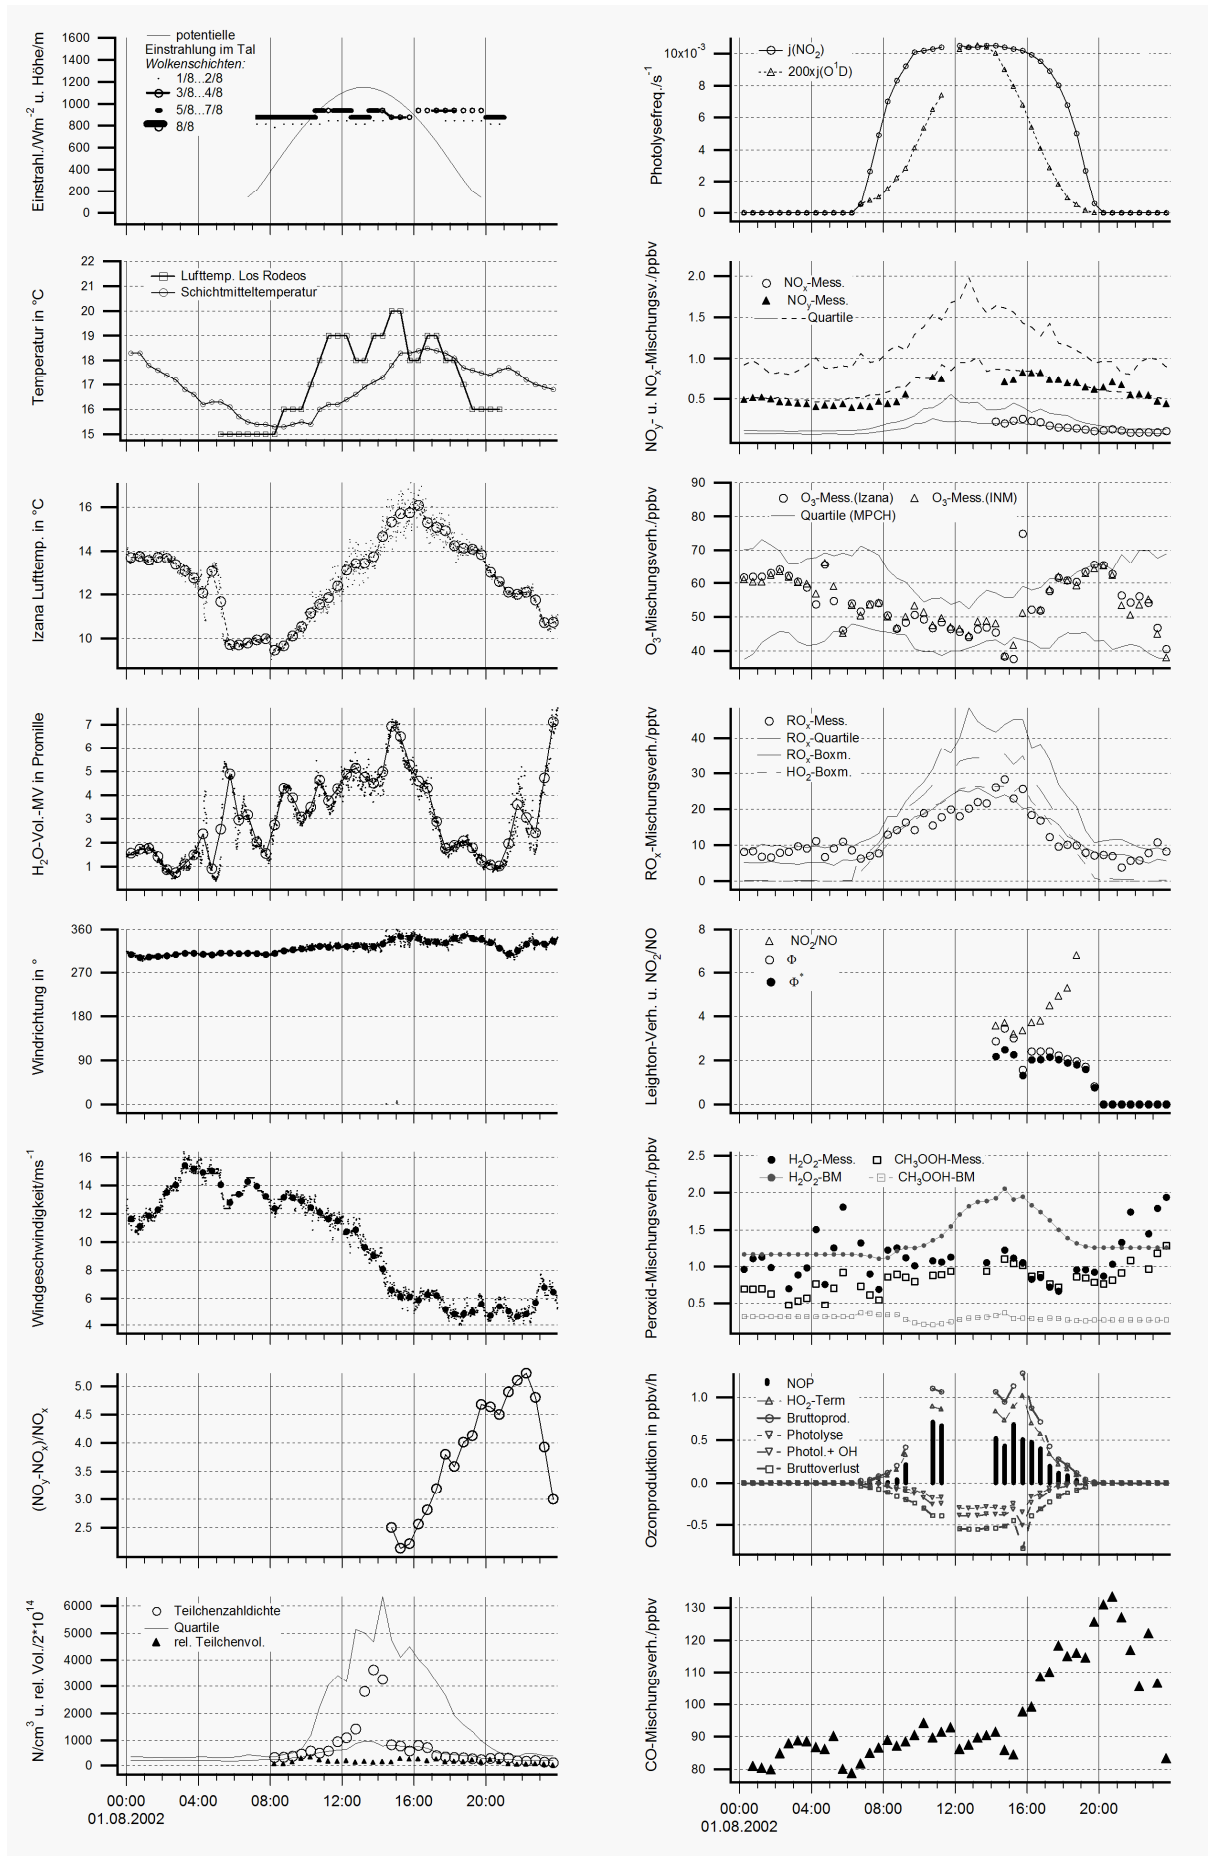 Einstrahl./Wm⁻² u. Höhe/m
1600
1400
1200
1000
800
600
400
200
0
potentielle
Einstrahlung im Tal
Wolkenschichten:
1/8...2/8
3/8...4/8
5/8...7/8
8/8
Temperatur in °C
22
21
20
19
18
17
16
15
Lufttemp. Los Rodeos
Schichtmitteltemperatur
Izana Lufttemp. in °C
16
14
12
10
H₂O-Vol.-MV in Promille
7
6
5
4
3
2
1
Windrichtung in °
360
270
180
90
0
Windgeschwindigkeit/ms⁻¹
16
14
12
10
8
6
4
(NOy-NOx)/NOx
5.0
4.5
4.0
3.5
3.0
2.5
N/cm³ u. rel. Vol./2*10¹⁴
6000
5000
4000
3000
2000
1000
0
Teilchenzahldichte
Quartile
rel. Teilchenvol.
00:00 04:00 08:00 12:00 16:00 20:00
01.08.2002
Photolysefreq./s⁻¹
10x10⁻³
8
6
4
2
0
j(NO₂)
200xj(O¹D)
NOy- u. NOx-Mischungsv./ppbv
2.0
1.5
1.0
0.5
NOx-Mess.
NOy-Mess.
Quartile
O₃-Mischungsverh./ppbv
90
80
70
60
50
40
O₃-Mess.(Izana) O₃-Mess.(INM)
Quartile (MPCH)
ROx-Mischungsverh./pptv
40
30
20
10
0
ROx-Mess.
ROx-Quartile
ROx-Boxm.
HO₂-Boxm.
Leighton-Verh. u. NO₂/NO
8
6
4
2
0
NO₂/NO
Φ
Φ*
Peroxid-Mischungsverh./ppbv
2.5
2.0
1.5
1.0
0.5
H₂O₂-Mess. CH₃OOH-Mess.
H₂O₂-BM CH₃OOH-BM
Ozonproduktion in ppbv/h
1.0
0.5
0.0
-0.5
NOP
HO₂-Term
Bruttoprod.
Photolyse
Photol.+ OH
Bruttoverlust
CO-Mischungsverh./ppbv
130
120
110
100
90
80
00:00 04:00 08:00 12:00 16:00 20:00
01.08.2002